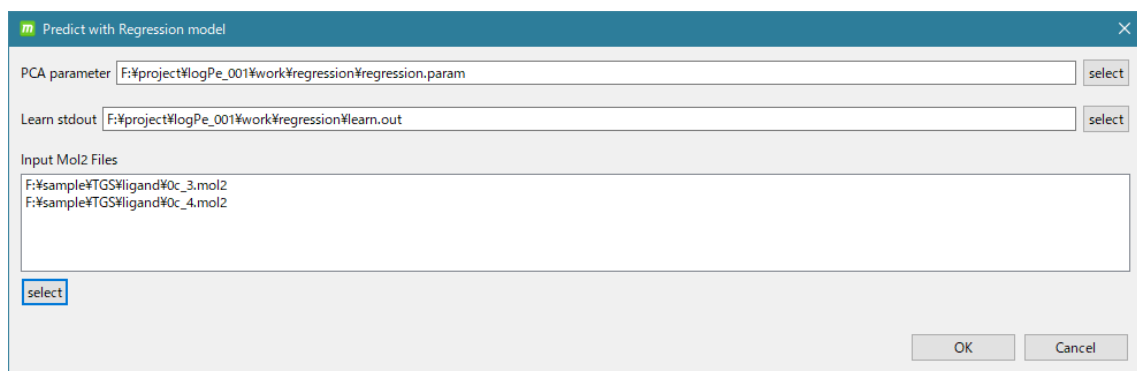 m Predict with Regression model
PCA parameter F:¥project¥logPe_001¥work¥regression¥regression.param select
Learn stdout F:¥project¥logPe_001¥work¥regression¥learn.out select
Input Mol2 Files
F:¥sample¥TGS¥ligand¥0c_3.mol2
F:¥sample¥TGS¥ligand¥0c_4.mol2
select
OK Cancel